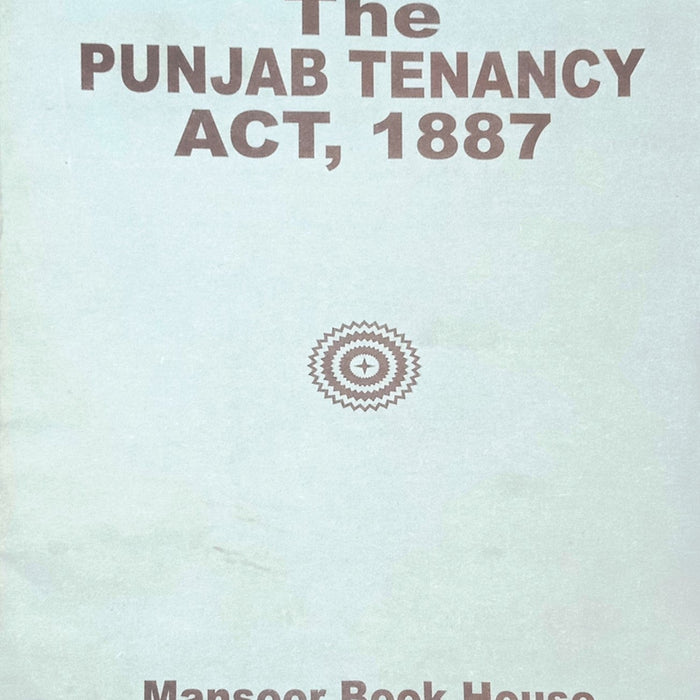 The
PUNJAB TENANCY
ACT, 1887
Mansoor Book House